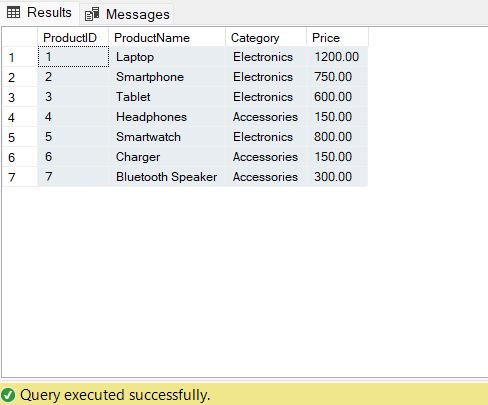 Results Messages
ProductID ProductName Category Price
1 1 Laptop Electronics 1200.00
2 2 Smartphone Electronics 750.00
3 3 Tablet Electronics 600.00
4 4 Headphones Accessories 150.00
5 5 Smartwatch Electronics 800.00
6 6 Charger Accessories 150.00
7 7 Bluetooth Speaker Accessories 300.00
Query executed successfully.